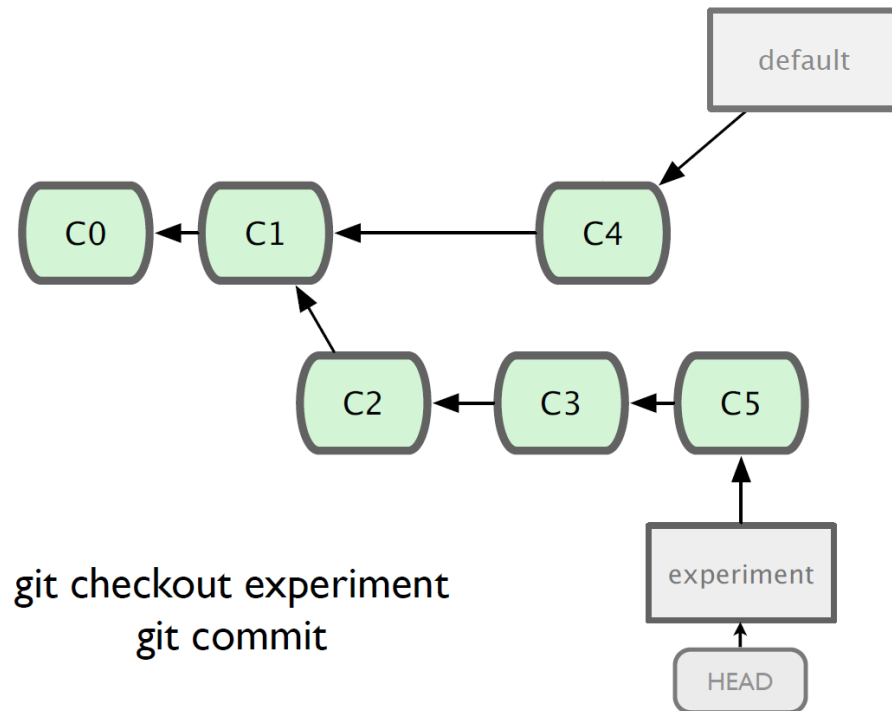 default
C0
C1
C4
C2
C3
C5
experiment
HEAD
git checkout experiment
git commit